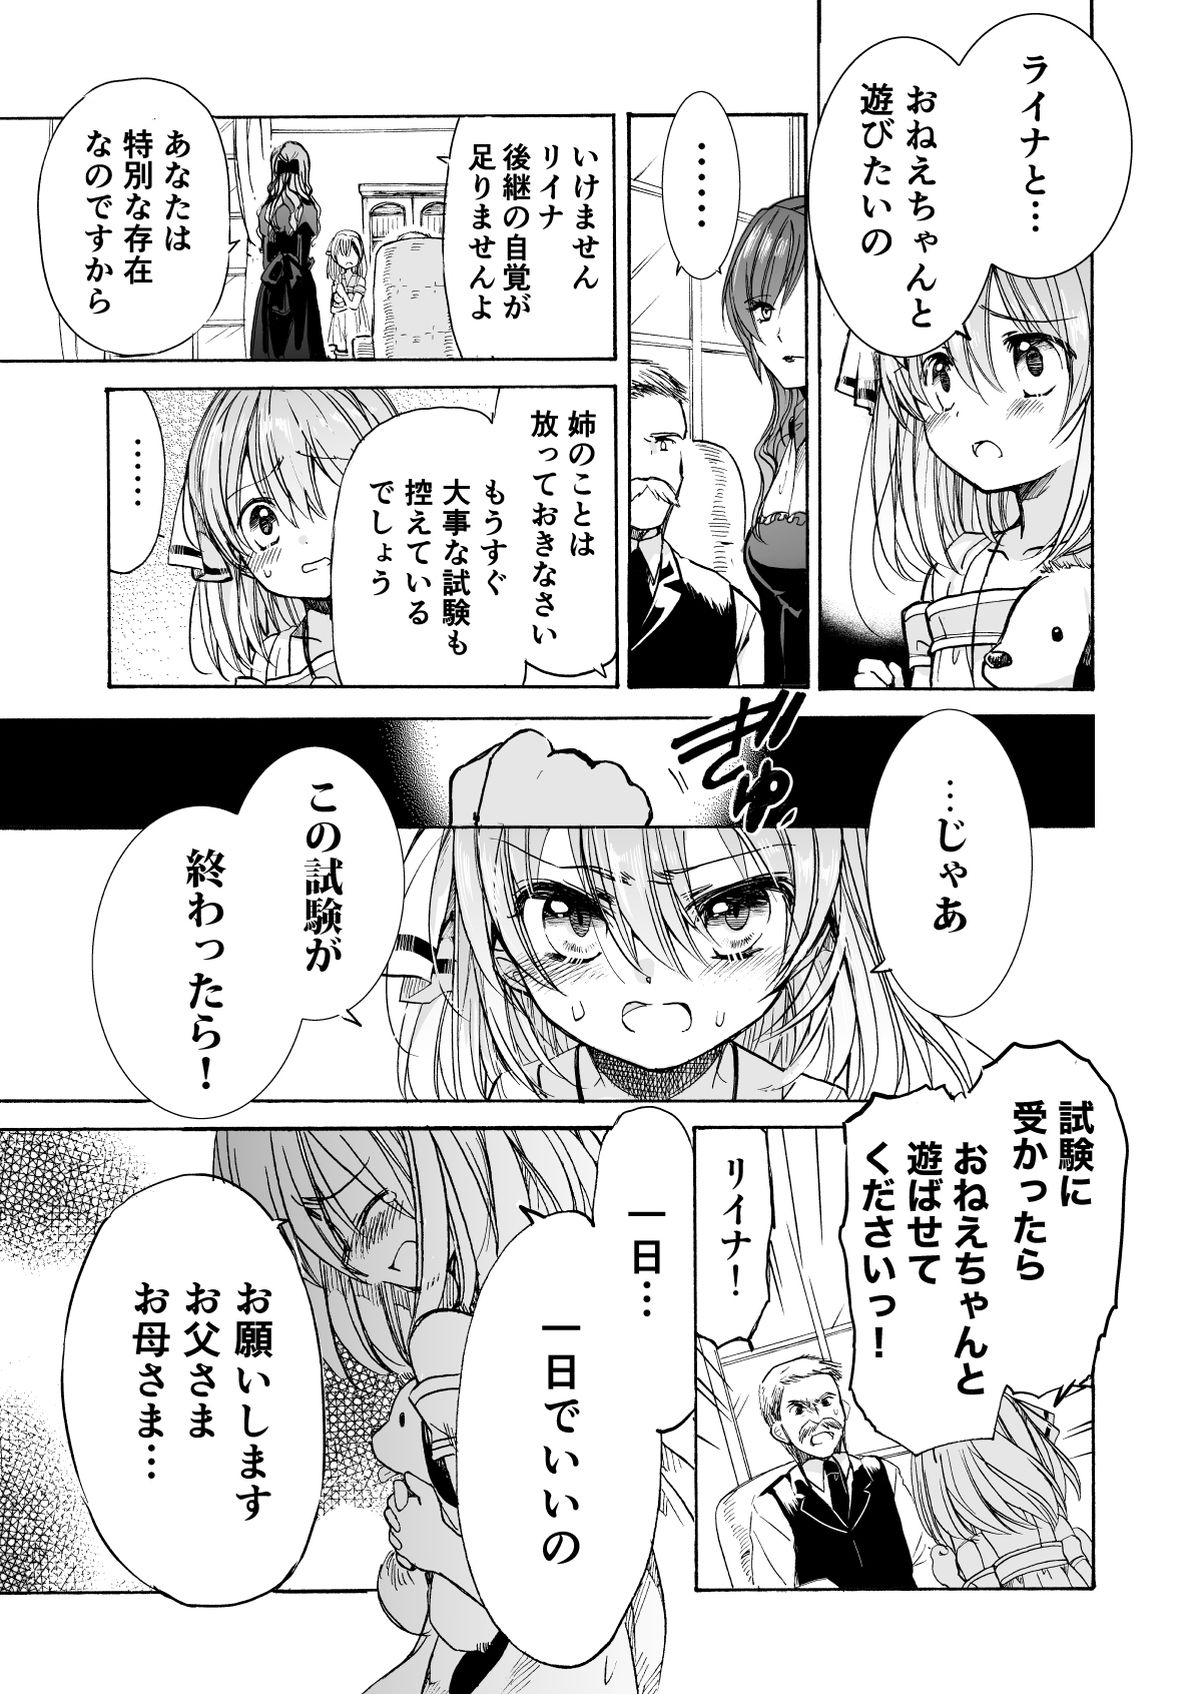 ライナと…
おねえちゃんと
遊びたいの
……
いけません
リイナ
後継の自覚が
足りませんよ
あなたは
特別な存在
なのですから
姉のことは
放っておきなさい
もうすぐ
大事な試験も
控えている
でしょう
……
ぎゅ
…じゃあ
この試験が
終わったら！
試験に
受かったら
おねえちゃんと
遊ばせて
くださいっ！
リイナ！
一日…
一日でいいの
お願いします
お父さま
お母さま…